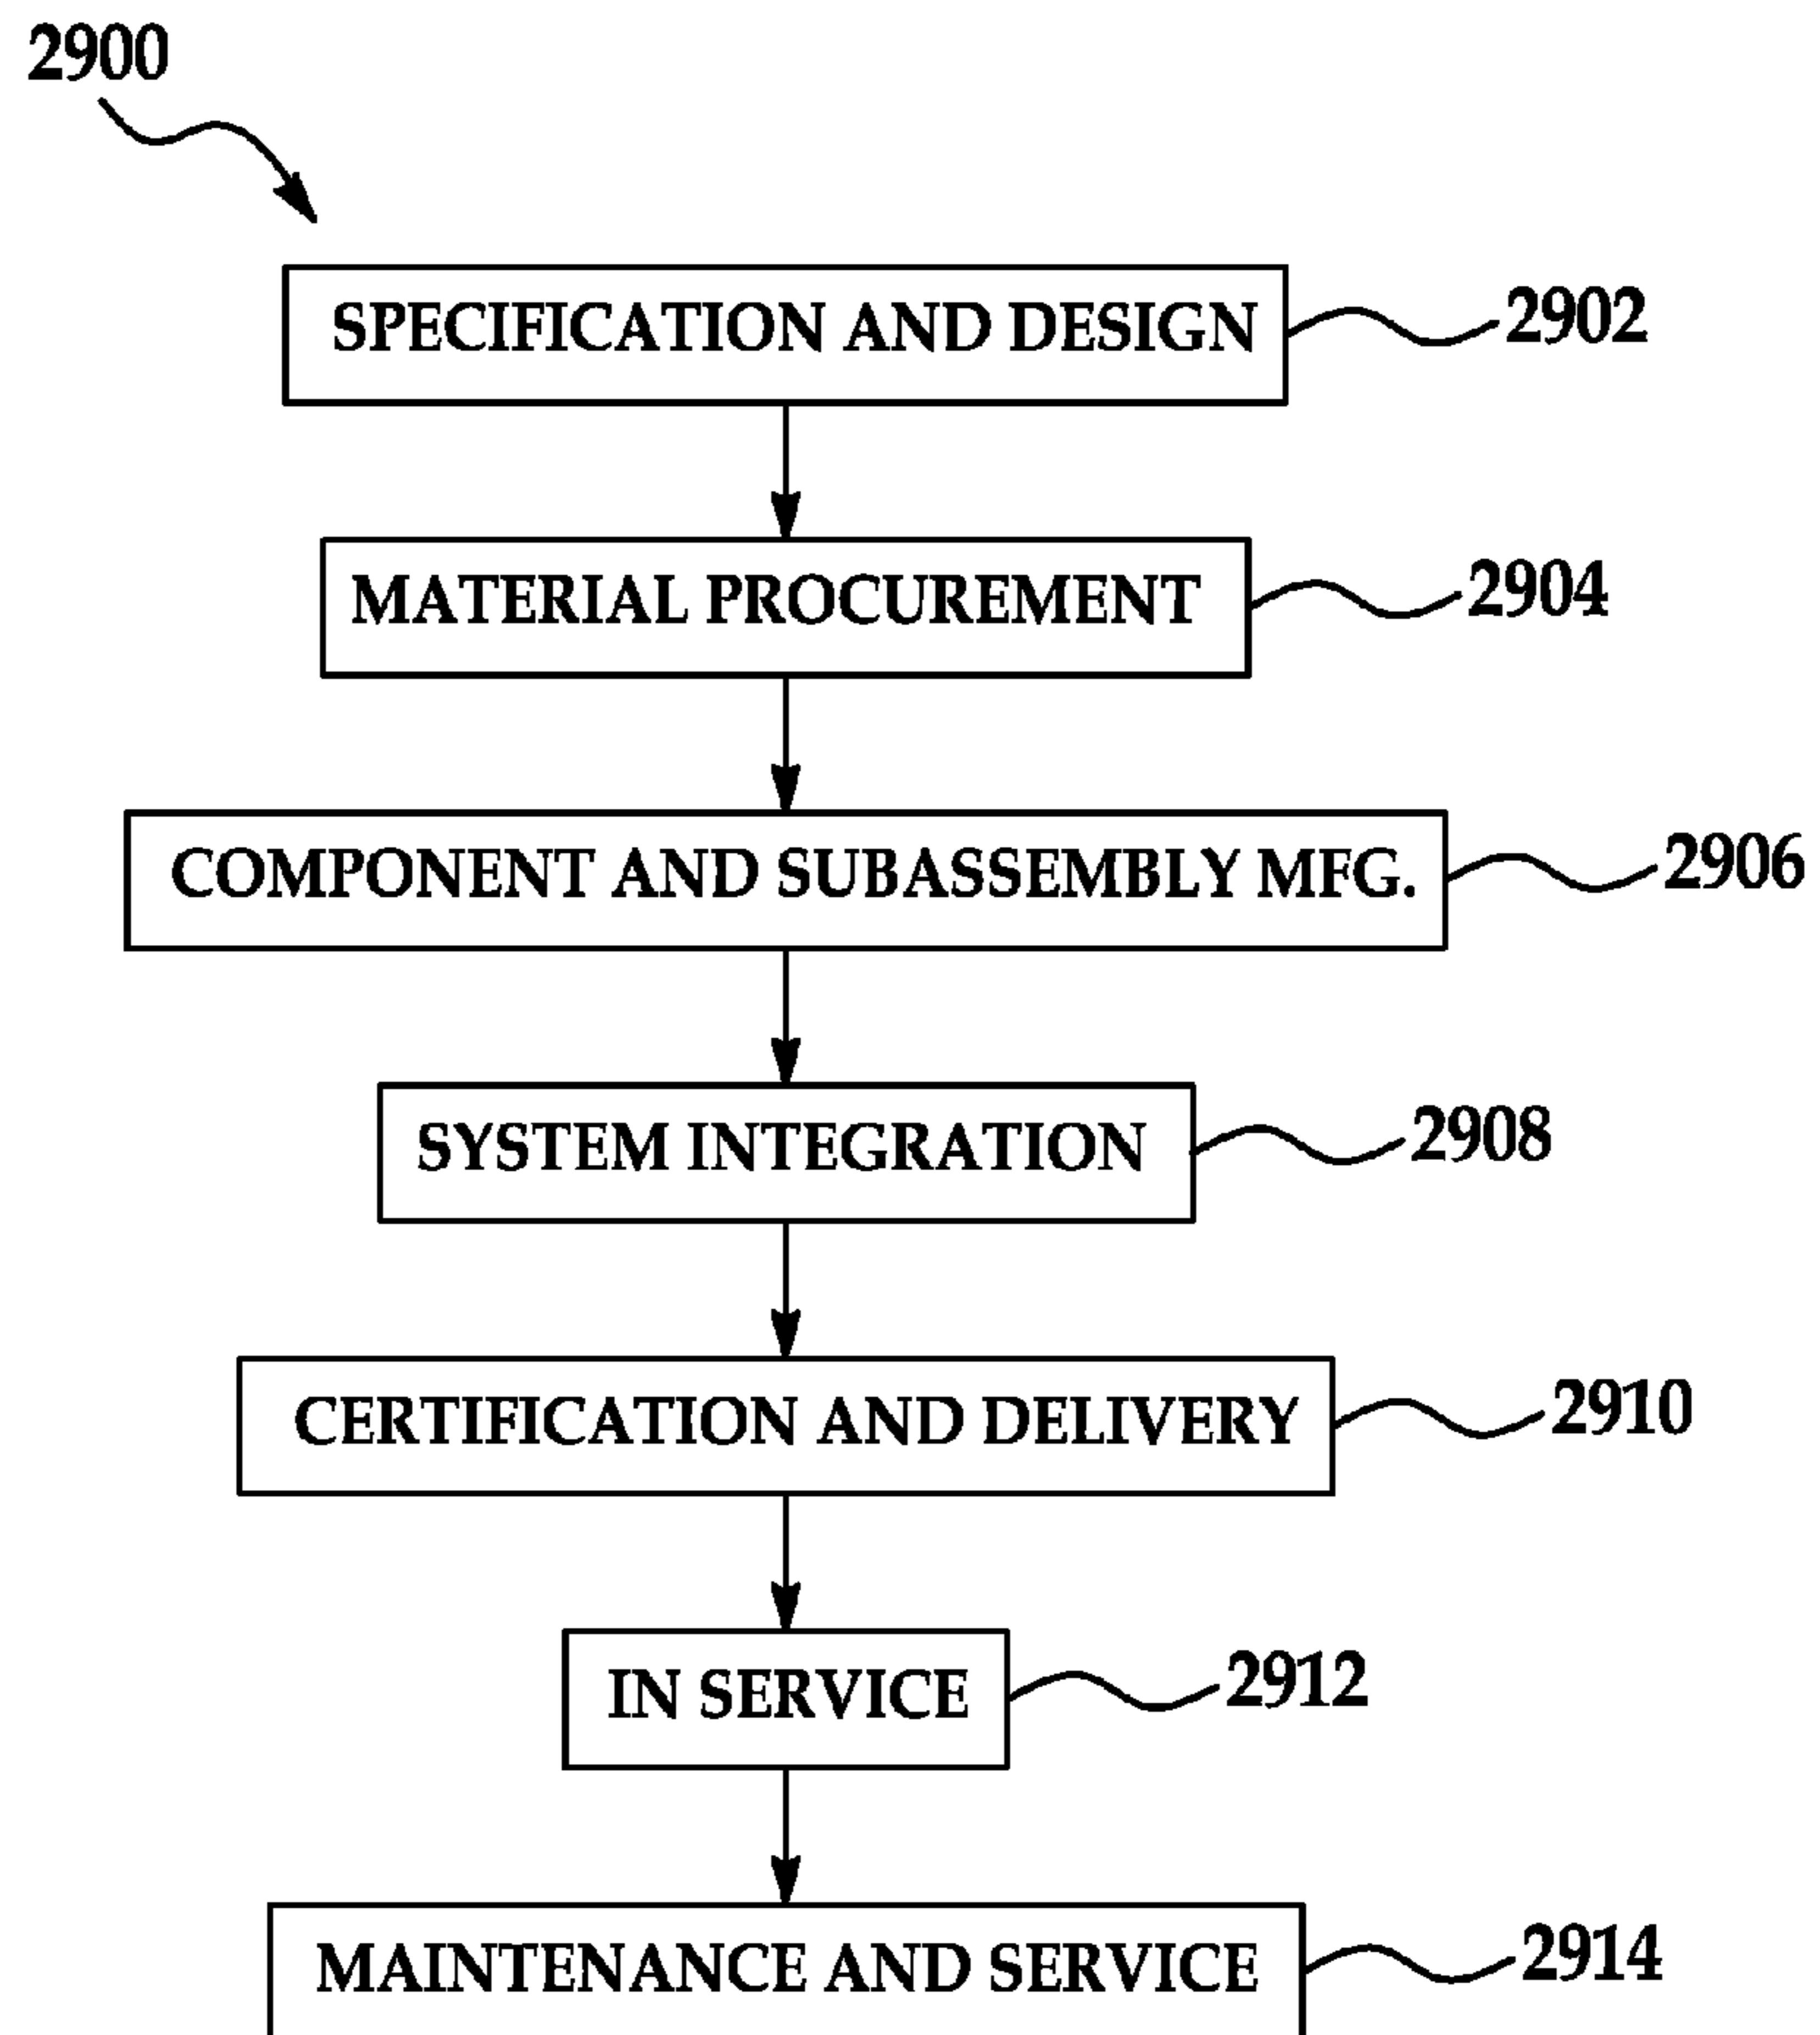 2900
SPECIFICATION AND DESIGN
2902
MATERIAL PROCUREMENT
2904
COMPONENT AND SUBASSEMBLY MFG.
2906
SYSTEM INTEGRATION
2908
CERTIFICATION AND DELIVERY
2910
IN SERVICE
2912
MAINTENANCE AND SERVICE
2914